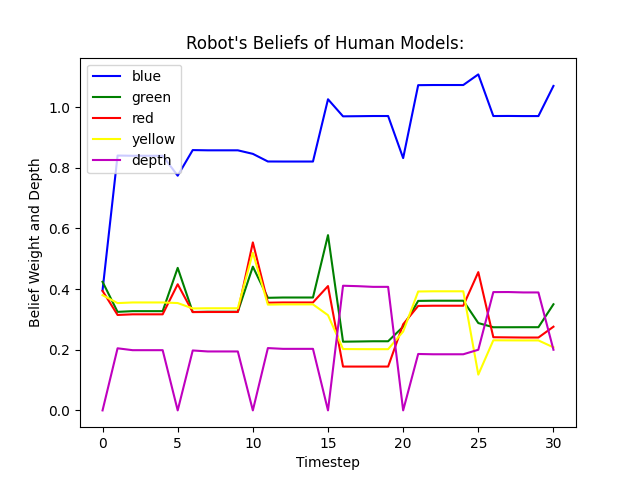 Robot's Beliefs of Human Models:
blue
green
red
yellow
depth
Belief Weight and Depth
1.0
0.8
0.6
0.4
0.2
0.0
0 5 10 15 20 25 30
Timestep